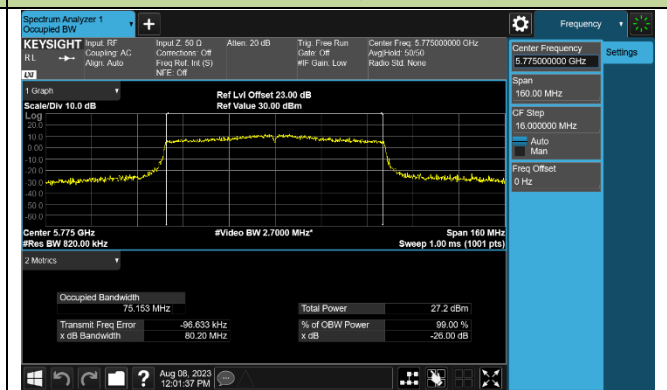 Spectrum Analyzer 1
Occupied BW
+
Frequency
KEYSIGHT
R L
LXI
Input: RF
Coupling: AC
Align: Auto
Input Z: 50 Ω
Corrections: Off
Freq Ref: Int (S)
NFE: Off
Atten: 20 dB
Trig: Free Run
Gate: Off
#IF Gain: Low
Center Freq: 5.775000000 GHz
Avg|Hold: 50/50
Radio Std: None
Center Frequency
5.775000000 GHz
Settings
Span
160.00 MHz
CF Step
16.000000 MHz
Auto
Man
Freq Offset
0 Hz
1 Graph
Scale/Div 10.0 dB
Ref Lvl Offset 23.00 dB
Ref Value 30.00 dBm
Log
20.0
10.0
0.00
-10.0
-20.0
-30.0
-40.0
-50.0
-60.0
Center 5.775 GHz
#Video BW 2.7000 MHz*
Span 160 MHz
#Res BW 820.00 kHz
Sweep 1.00 ms (1001 pts)
2 Metrics
Occupied Bandwidth
75.153 MHz
Total Power 27.2 dBm
Transmit Freq Error -96.633 kHz
% of OBW Power 99.00 %
x dB Bandwidth 80.20 MHz
x dB -26.00 dB
?
Aug 08, 2023
12:01:37 PM